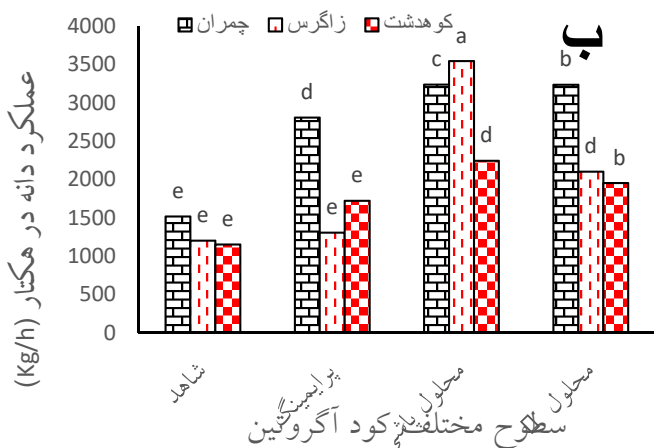 ب
چمران
زاگرس
کوهدشت
عملکرد دانه در هکتار (Kg/h)
4000
3500
3000
2500
2000
1500
1000
500
0
e e e
d e e
c a d
b d b
شاهد
پرایمینگ
محلول
محلول
سطوح مختلف کود آگروتین